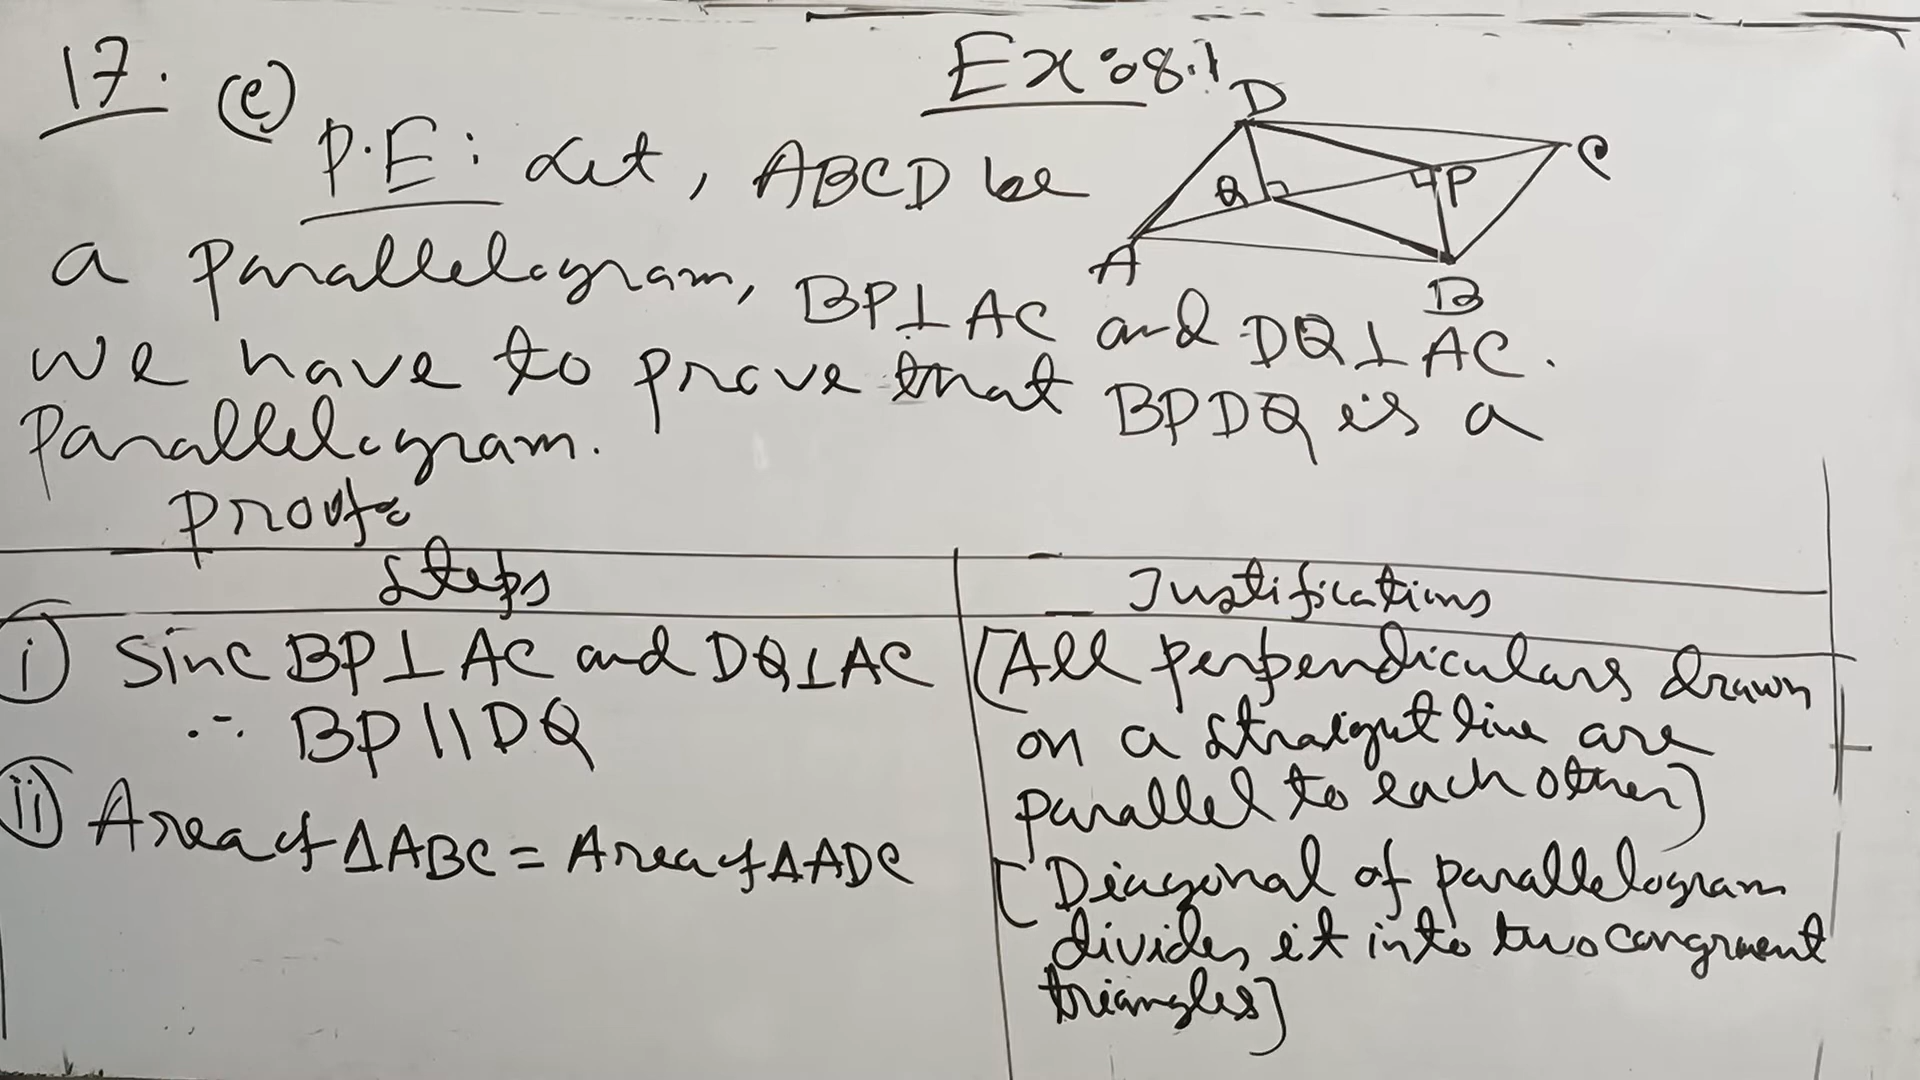 17. (c) Ex: 8.1
P.E: Let, ABCD be
a parallelogram, BP⊥AC and DQ⊥AC.
we have to prove that BPDQ is a
Parallelogram.
D
C
Q
P
A
B
Proof:
Steps
Justifications
i Sinc BP⊥AC and DQ⊥AC
∴ BP||DQ
[All perpendiculars drawn
on a straight line are
parallel to each other]
ii Area of ΔABC = Area of ΔADC
[Diagonal of parallelogram
divides it into two congruent
triangles]